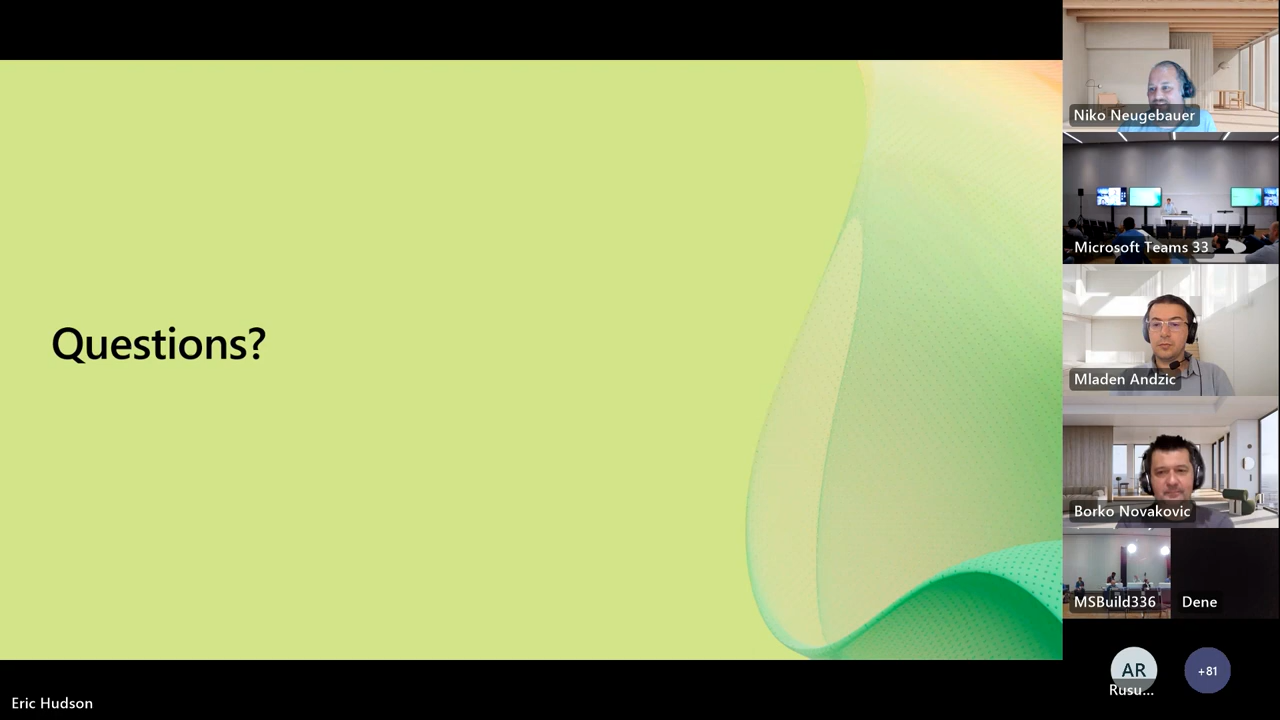 Questions?
Niko Neugebauer
Microsoft Teams 33
Mladen Andzic
Borko Novakovic
MSBuild336
Dene
AR
Rusu...
+81
Eric Hudson